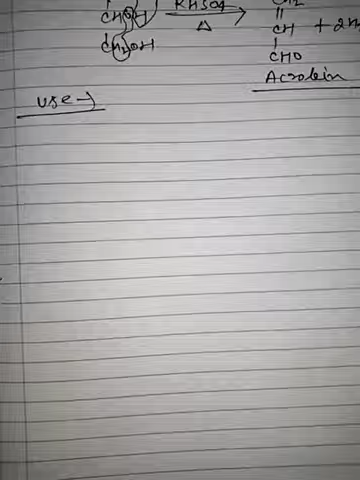 CHOH KHSO4 CH2
|| 
Δ CH + 2H
CH2OH CHO
Acrolein
use →